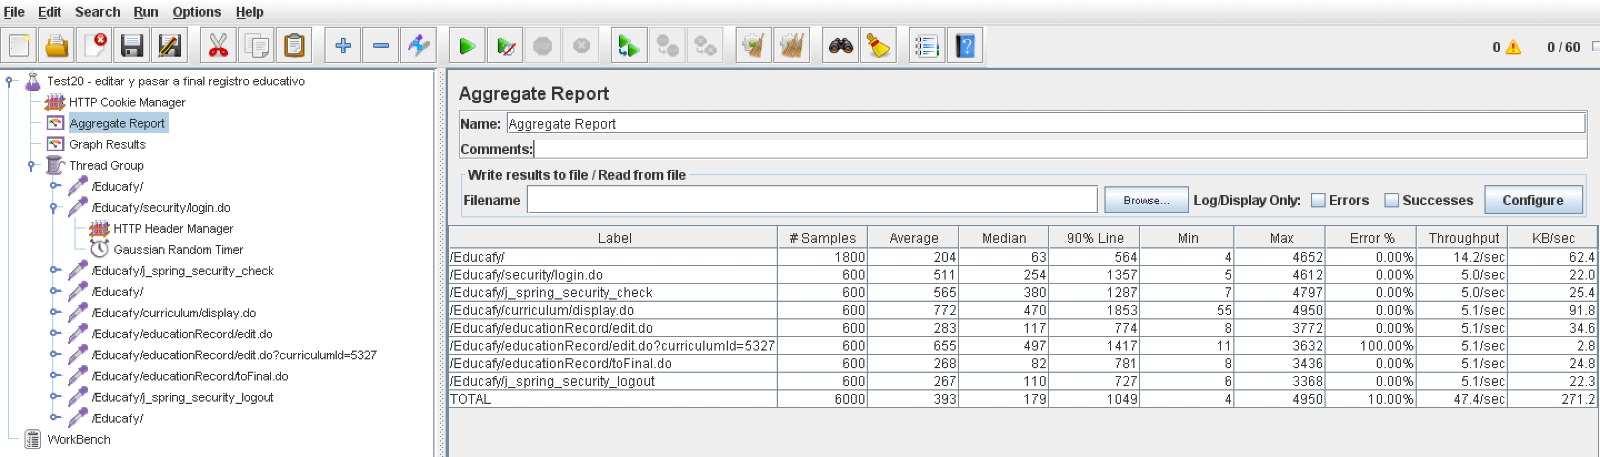 File Edit Search Run Options Help
0 0 / 60
Test20 - editar y pasar a final registro educativo
HTTP Cookie Manager
Aggregate Report
Graph Results
Thread Group
/Educafy/
/Educafy/security/login.do
HTTP Header Manager
Gaussian Random Timer
/Educafy/j_spring_security_check
/Educafy/
/Educafy/curriculum/display.do
/Educafy/educationRecord/edit.do
/Educafy/educationRecord/edit.do?curriculumId=5327
/Educafy/educationRecord/toFinal.do
/Educafy/j_spring_security_logout
/Educafy/
WorkBench
Aggregate Report
Name: Aggregate Report
Comments:
Write results to file / Read from file
Filename Browse... Log/Display Only: Errors Successes Configure
Label # Samples Average Median 90% Line Min Max Error % Throughput KB/sec
/Educafy/ 1800 204 63 564 4 4652 0.00% 14.2/sec 62.4
/Educafy/security/login.do 600 511 254 1357 5 4612 0.00% 5.0/sec 22.0
/Educafy/j_spring_security_check 600 565 380 1287 7 4797 0.00% 5.0/sec 25.4
/Educafy/curriculum/display.do 600 772 470 1853 55 4950 0.00% 5.1/sec 91.8
/Educafy/educationRecord/edit.do 600 283 117 774 8 3772 0.00% 5.1/sec 34.6
/Educafy/educationRecord/edit.do?curriculumId=5327 600 655 497 1417 11 3632 100.00% 5.1/sec 2.8
/Educafy/educationRecord/toFinal.do 600 268 82 781 8 3436 0.00% 5.1/sec 24.8
/Educafy/j_spring_security_logout 600 267 110 727 6 3368 0.00% 5.1/sec 22.3
TOTAL 6000 393 179 1049 4 4950 10.00% 47.4/sec 271.2